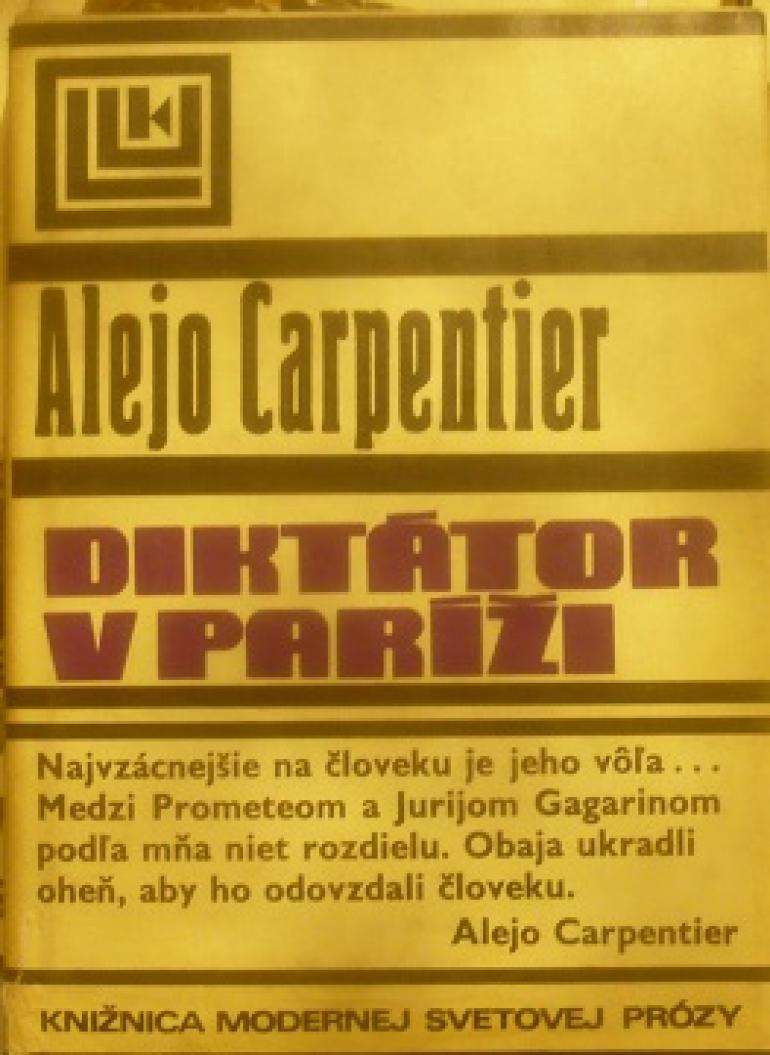 Alejo Carpentier
DIKTÁTOR
V PARÍŽI
Najvzácnejšie na človeku je jeho vôľa...
Medzi Prometeom a Jurijom Gagarinom
podľa mňa niet rozdielu. Obaja ukradli
oheň, aby ho odovzdali človeku.
Alejo Carpentier
KNIŽNICA MODERNEJ SVETOVEJ PRÓZY